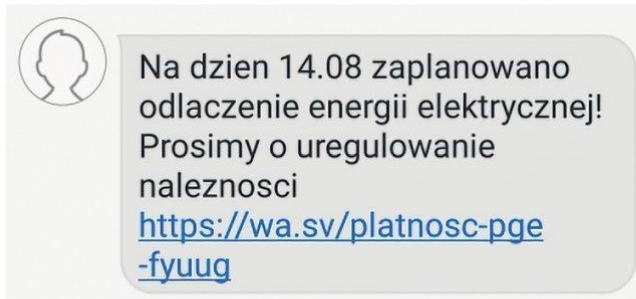 Na dzien 14.08 zaplanowano
odlaczenie energii elektrycznej!
Prosimy o uregulowanie
naleznosci
https://wa.sv/platnosc-pge
-fyuug